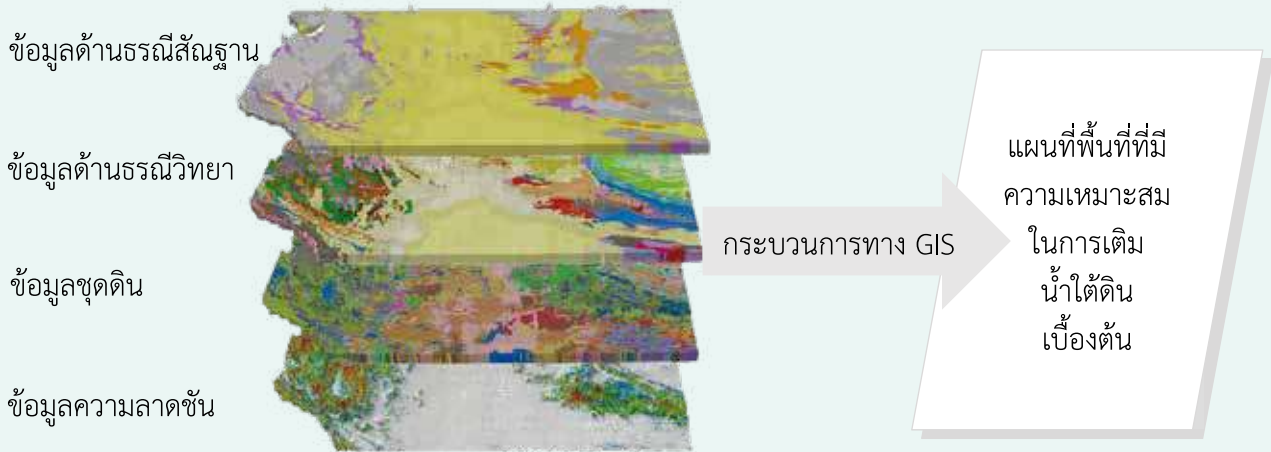 ข้อมูลด้านธรณีสัณฐาน
ข้อมูลด้านธรณีวิทยา
ข้อมูลชุดดิน
ข้อมูลความลาดชัน
กระบวนการทาง GIS
แผนที่พื้นที่ที่มี
ความเหมาะสม
ในการเติม
น้ำใต้ดิน
เบื้องต้น